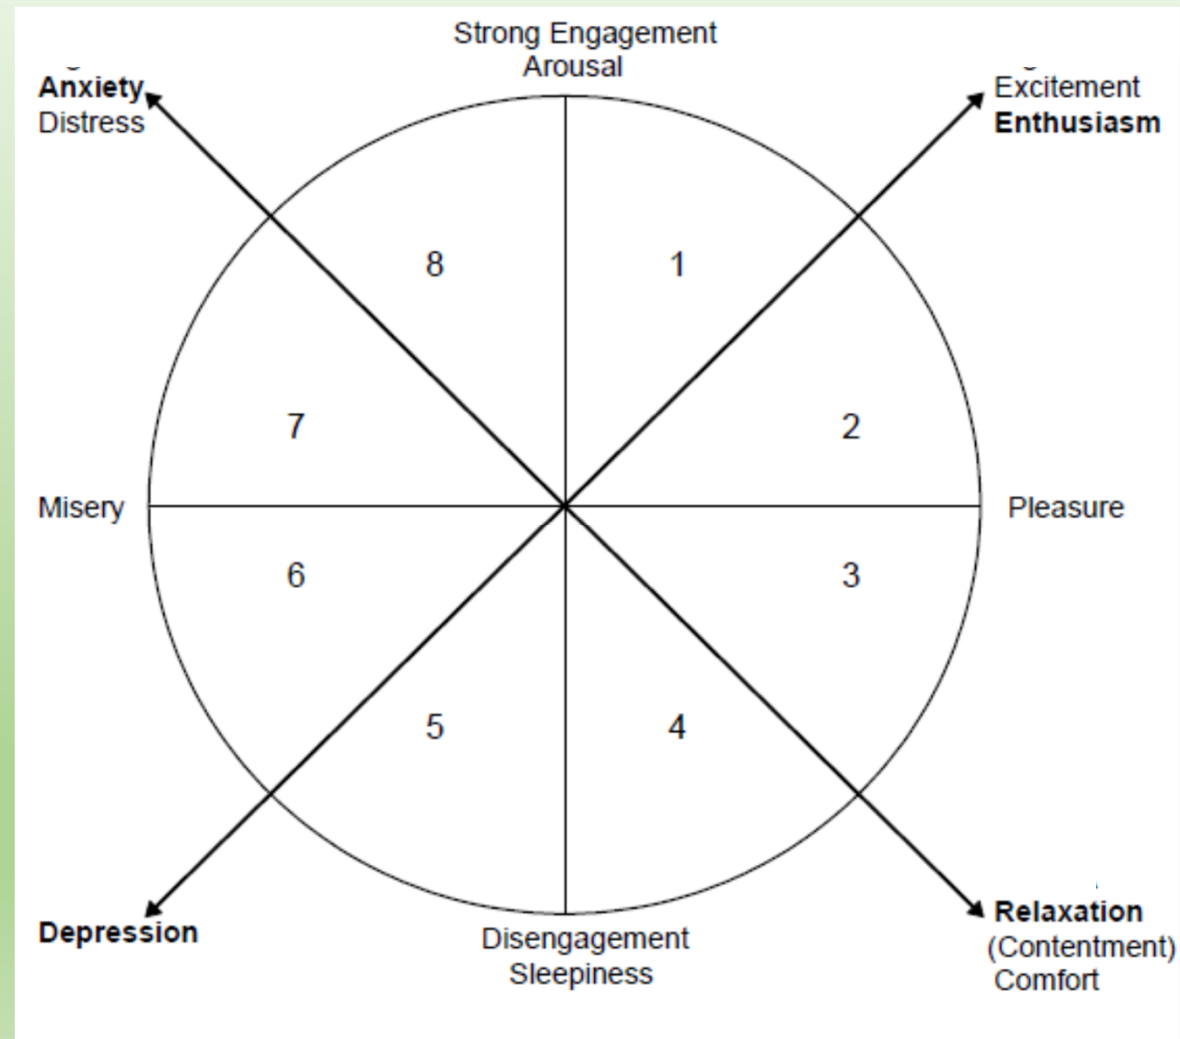 Strong Engagement
Arousal
Anxiety
Distress
Excitement
Enthusiasm
8
1
7
2
Misery
Pleasure
6
3
5
4
Depression
Disengagement
Sleepiness
Relaxation
(Contentment)
Comfort